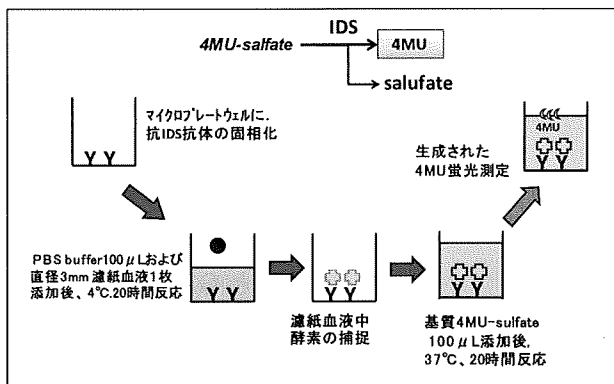 4MU-salfate
IDS
4MU
salufate
マイクロプレートウェルに、
抗IDS抗体の固相化
PBS buffer100μLおよび
直径3mm 濾紙血液1枚
添加後、4℃.20時間反応
濾紙血液中
酵素の捕捉
基質4MU-sulfate
100μL添加後,
37℃、20時間反応
生成された
4MU蛍光測定
4MU